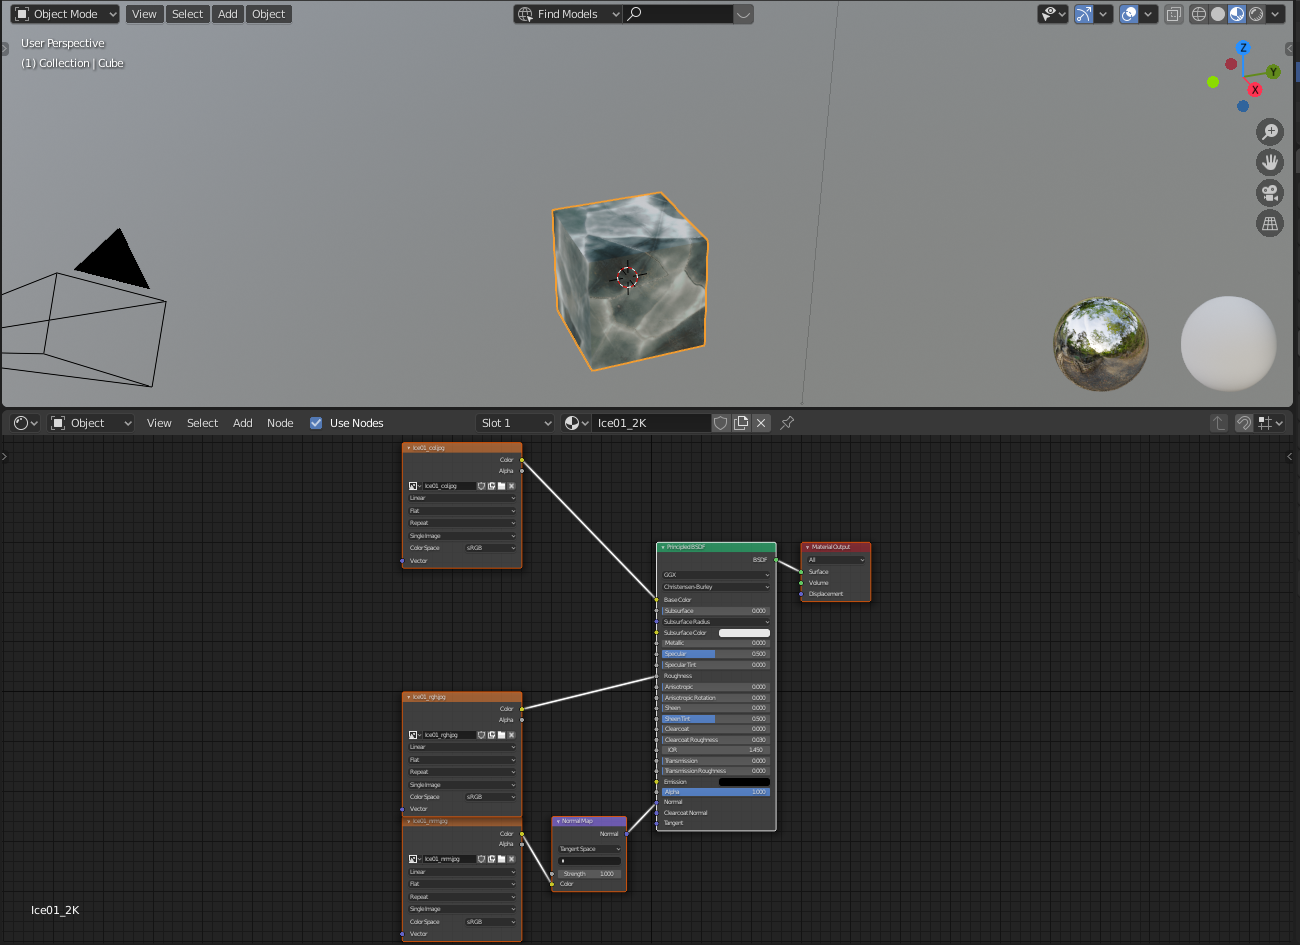 Object Mode View Select Add Object Find Models
User Perspective
(1) Collection | Cube
Z
Y
X
Object View Select Add Node Use Nodes Slot 1 Ice01_2K
Ice01_col.jpg
Color
Alpha
Ice01_col.jpg
Linear
Flat
Repeat
Single Image
Color Space sRGB
Vector
Principled BSDF
BSDF
GGX
Christensen-Burley
Base Color
Subsurface 0.000
Subsurface Radius
Subsurface Color
Metallic 0.000
Specular 0.500
Specular Tint 0.000
Roughness
Anisotropic 0.000
Anisotropic Rotation 0.000
Sheen 0.000
Sheen Tint 0.500
Clearcoat 0.000
Clearcoat Roughness 0.030
IOR 1.450
Transmission 0.000
Transmission Roughness 0.000
Emission
Alpha 1.000
Normal
Clearcoat Normal
Tangent
Material Output
All
Surface
Volume
Displacement
Ice01_rgh.jpg
Color
Alpha
Ice01_rgh.jpg
Linear
Flat
Repeat
Single Image
Color Space sRGB
Vector
Ice01_nrm.jpg
Color
Alpha
Ice01_nrm.jpg
Linear
Flat
Repeat
Single Image
Color Space sRGB
Vector
Normal Map
Normal
Tangent Space
Strength 1.000
Color
Ice01_2K